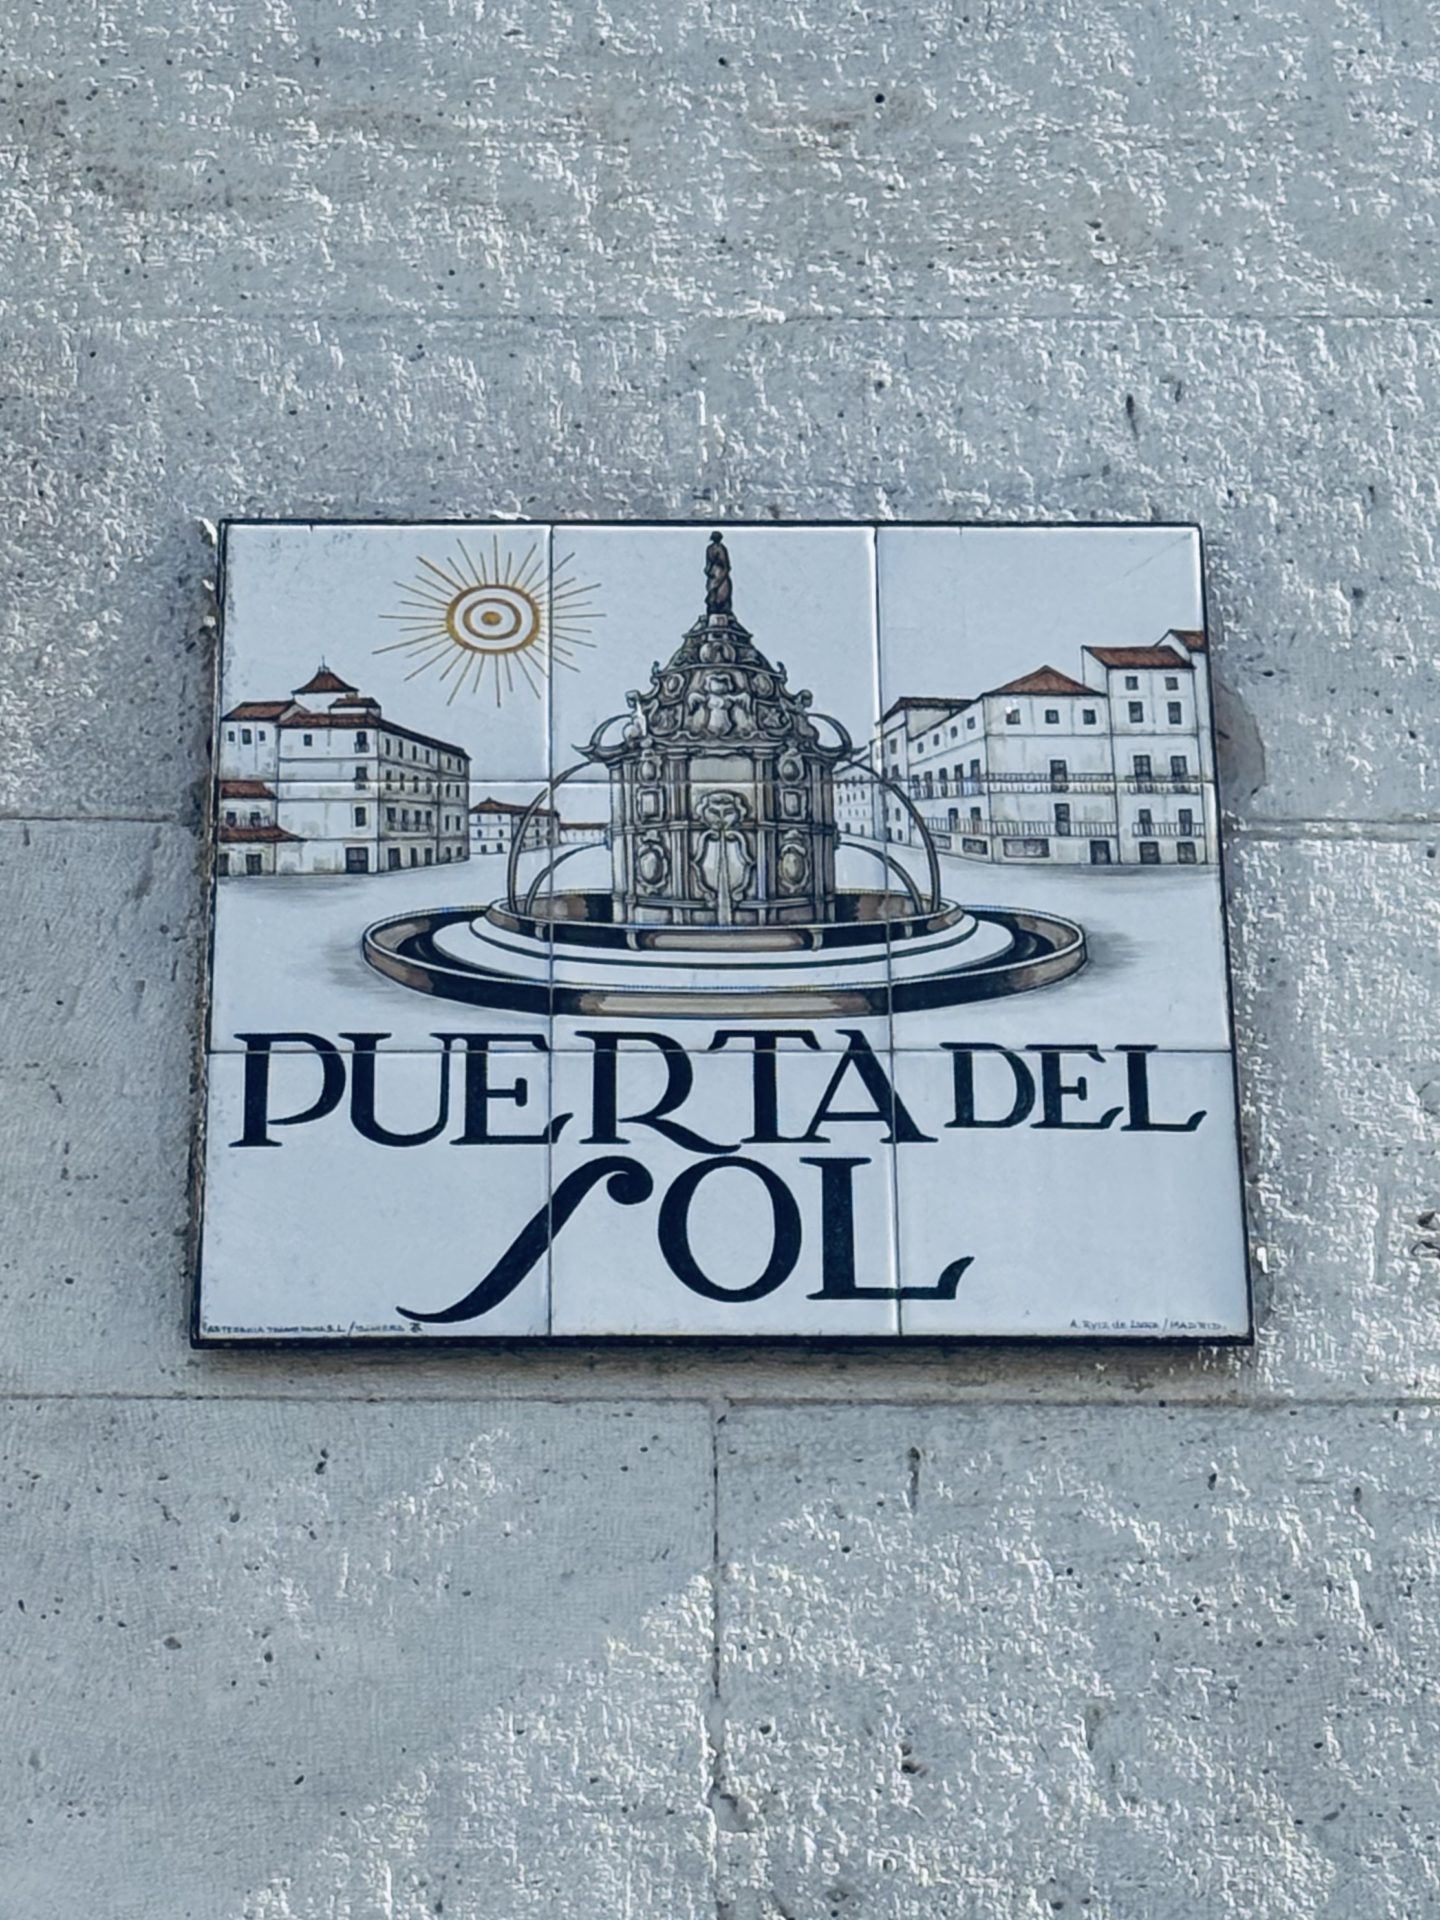 PUERTA DEL
SOL
A. RUIZ de LUNA / MADRID.